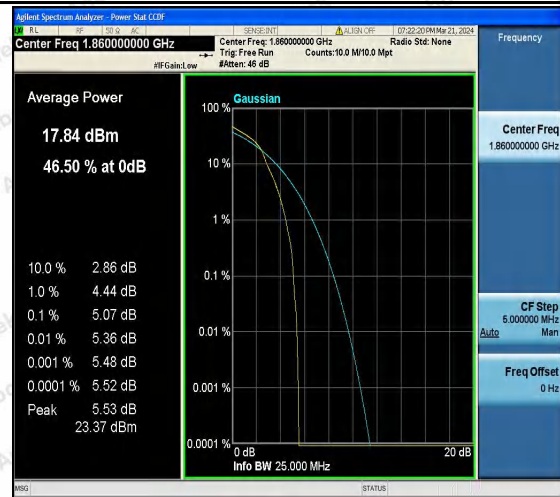 Agilent Spectrum Analyzer - Power Stat CCDF
RL RF 50 Ω AC SENSE:INT ALIGN OFF 07:22:20 PM Mar 21, 2024
Center Freq 1.860000000 GHz
Center Freq: 1.860000000 GHz Radio Std: None
Trig: Free Run Counts:10.0 M/10.0 Mpt
#IFGain:Low #Atten: 46 dB
Frequency
Average Power
17.84 dBm
46.50 % at 0dB
10.0 % 2.86 dB
1.0 % 4.44 dB
0.1 % 5.07 dB
0.01 % 5.36 dB
0.001 % 5.48 dB
0.0001 % 5.52 dB
Peak 5.53 dB
23.37 dBm
Gaussian
100 %
10 %
1 %
0.1 %
0.01 %
0.001 %
0.0001 %
0 dB 20 dB
Info BW 25.000 MHz
Center Freq
1.860000000 GHz
CF Step
5.000000 MHz
Auto Man
Freq Offset
0 Hz
MSG STATUS